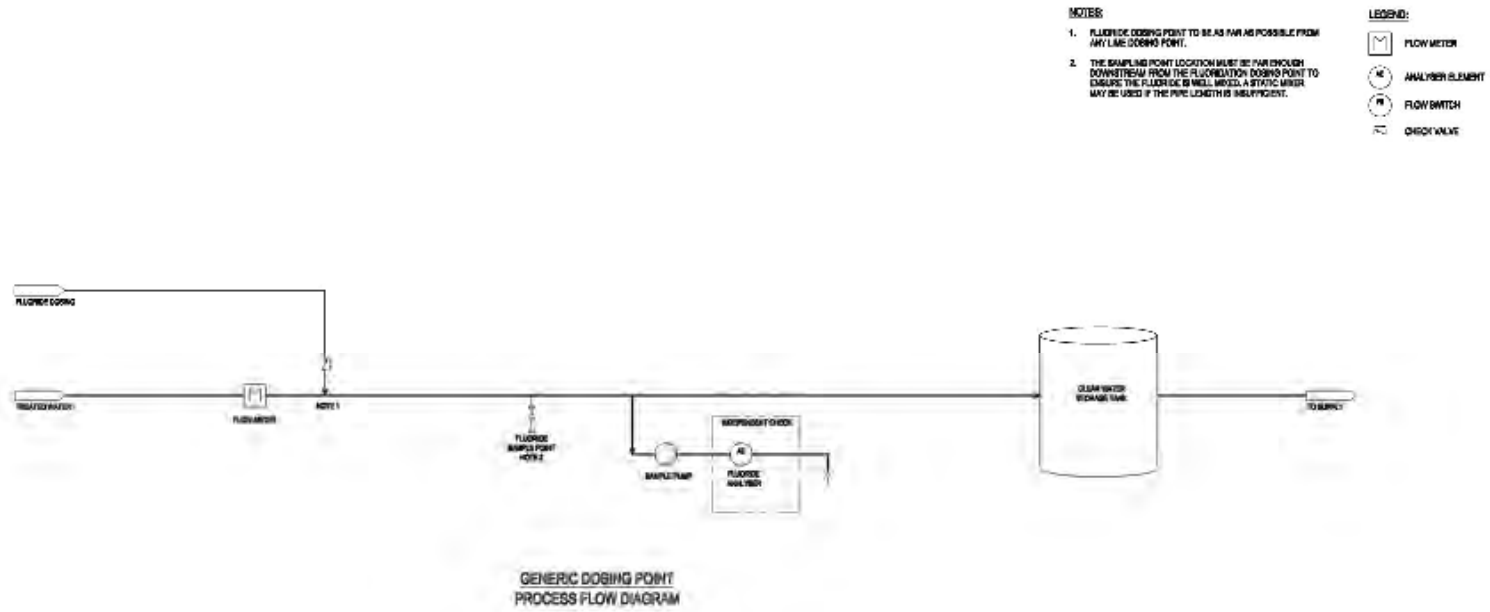 NOTES:
1. FLUORIDE DOSING POINT TO BE AS FAR AS POSSIBLE FROM
ANY LIME DOSING POINT.
2. THE SAMPLING POINT LOCATION MUST BE FAR ENOUGH
DOWNSTREAM FROM THE FLUORIDATION DOSING POINT TO
ENSURE THE FLUORIDE IS WELL MIXED. A STATIC MIXER
MAY BE USED IF THE PIPE LENGTH IS INSUFFICIENT.
LEGEND:
M FLOW METER
AE ANALYSER ELEMENT
FS FLOW SWITCH
CHECK VALVE
FLUORIDE DOSING
TREATED WATER
M
FLOW METER
NOTE 1
FLUORIDE
SAMPLE POINT
NOTE 2
SAMPLE PUMP
INDEPENDENT CHECK
AE
FLUORIDE
ANALYSER
CLEAR WATER
STORAGE TANK
TO SUPPLY
GENERIC DOSING POINT
PROCESS FLOW DIAGRAM